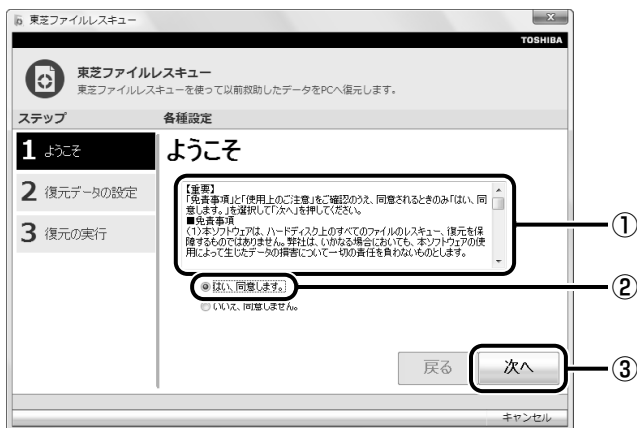 東芝ファイルレスキュー
TOSHIBA
東芝ファイルレスキュー
東芝ファイルレスキューを使って以前救助したデータをPCへ復元します。
ステップ
各種設定
1 ようこそ
2 復元データの設定
3 復元の実行
ようこそ
【重要】
「免責事項」と「使用上のご注意」をご確認のうえ、同意されるときのみ「はい、同
意します。」を選択して「次へ」を押してください。
■免責事項
(1)本ソフトウェアは、ハードディスク上のすべてのファイルのレスキュー、復元を保
障するものではありません。弊社は、いかなる場合においても、本ソフトウェアの使
用によって生じたデータの損害について一切の責任を負わないものとします。
①
はい、同意します。
②
いいえ、同意しません。
戻る
次へ
③
キャンセル